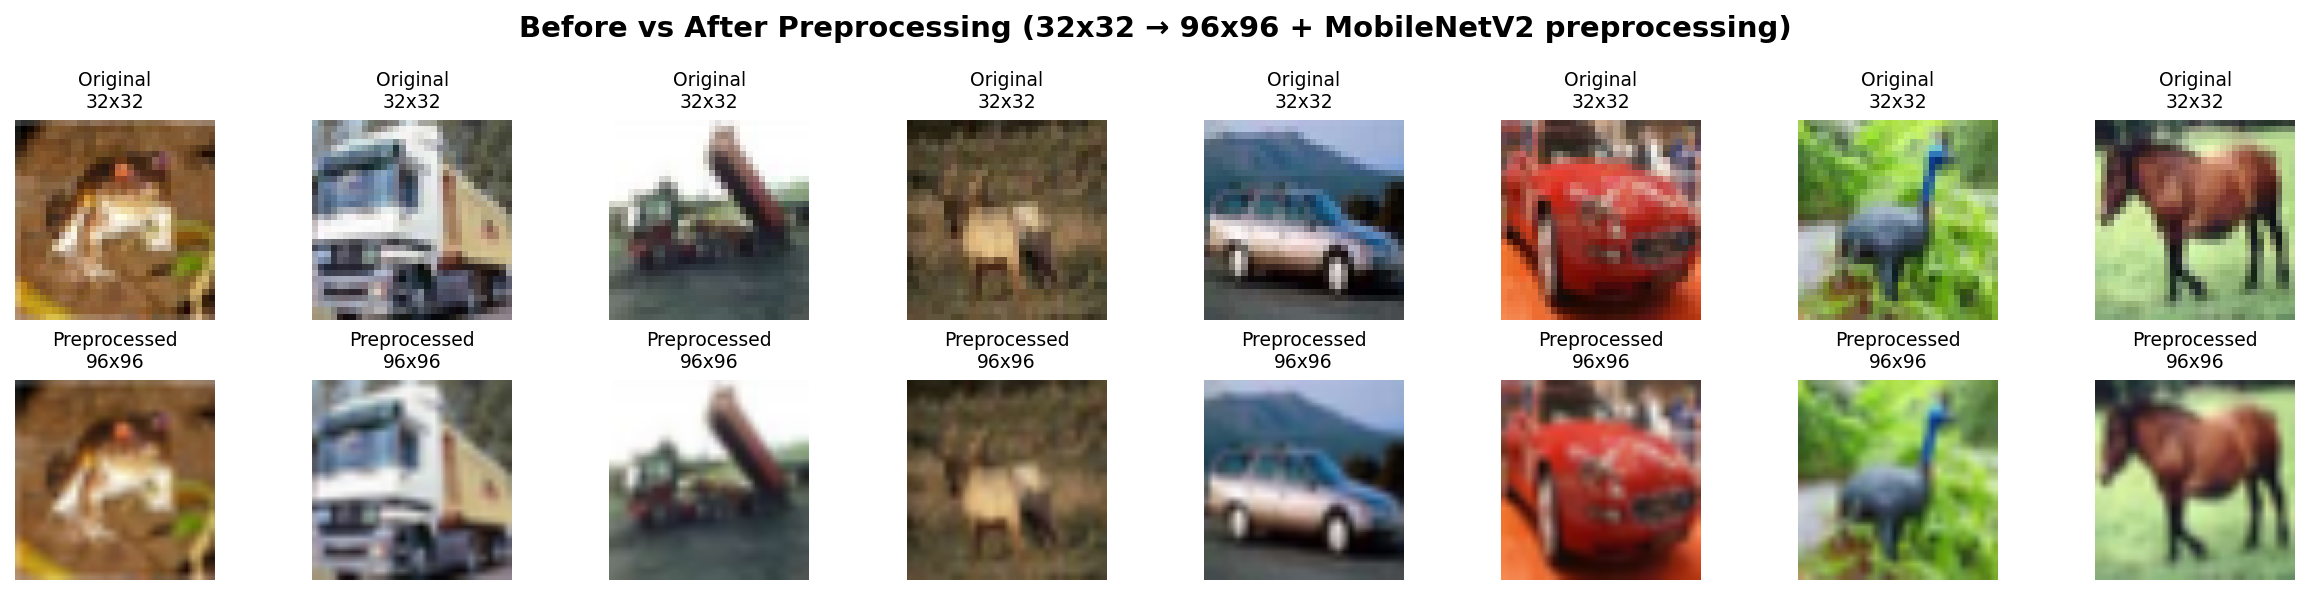 Before vs After Preprocessing (32x32 → 96x96 + MobileNetV2 preprocessing)
Original
32x32
Original
32x32
Original
32x32
Original
32x32
Original
32x32
Original
32x32
Original
32x32
Original
32x32
Preprocessed
96x96
Preprocessed
96x96
Preprocessed
96x96
Preprocessed
96x96
Preprocessed
96x96
Preprocessed
96x96
Preprocessed
96x96
Preprocessed
96x96